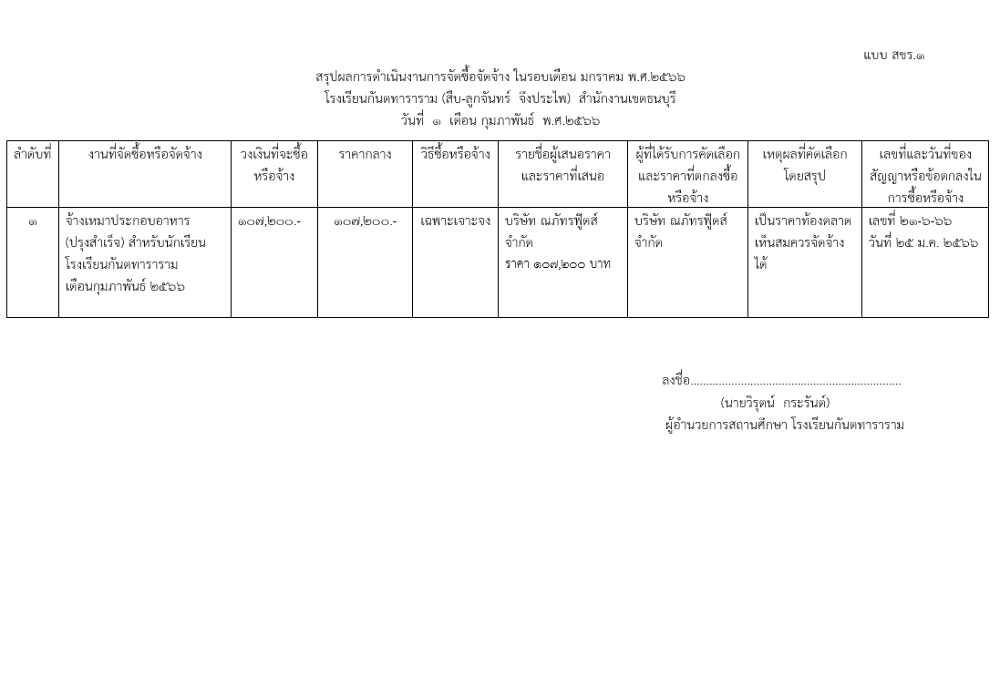 แบบ สขร.๑
สรุปผลการดำเนินงานการจัดซื้อจัดจ้าง ในรอบเดือน มกราคม พ.ศ.๒๕๖๖
โรงเรียนกันตทาราราม (สืบ-ลูกจันทร์ จึงประไพ) สำนักงานเขตธนบุรี
วันที่ ๑ เดือน กุมภาพันธ์ พ.ศ.๒๕๖๖
ลำดับที่
งานที่จัดซื้อหรือจัดจ้าง
วงเงินที่จะซื้อ
หรือจ้าง
ราคากลาง
วิธีซื้อหรือจ้าง
รายชื่อผู้เสนอราคา
และราคาที่เสนอ
ผู้ที่ได้รับการคัดเลือก
และราคาที่ตกลงซื้อ
หรือจ้าง
เหตุผลที่คัดเลือก
โดยสรุป
เลขที่และวันที่ของ
สัญญาหรือข้อตกลงใน
การซื้อหรือจ้าง
๑
จ้างเหมาประกอบอาหาร
(ปรุงสำเร็จ) สำหรับนักเรียน
โรงเรียนกันตทาราราม
เดือนกุมภาพันธ์ ๒๕๖๖
๑๐๗,๒๐๐.-
๑๐๗,๒๐๐.-
เฉพาะเจาะจง
บริษัท ณภัทรฟู๊ดส์
จำกัด
ราคา ๑๐๗,๒๐๐ บาท
บริษัท ณภัทรฟู๊ดส์
จำกัด
เป็นราคาท้องตลาด
เห็นสมควรจัดจ้าง
ได้
เลขที่ ๒๑-๖-๖๖
วันที่ ๒๕ ม.ค. ๒๕๖๖
ลงชื่อ..................................................................
(นายวิรุตน์ กระรันต์)
ผู้อำนวยการสถานศึกษา โรงเรียนกันตทาราราม